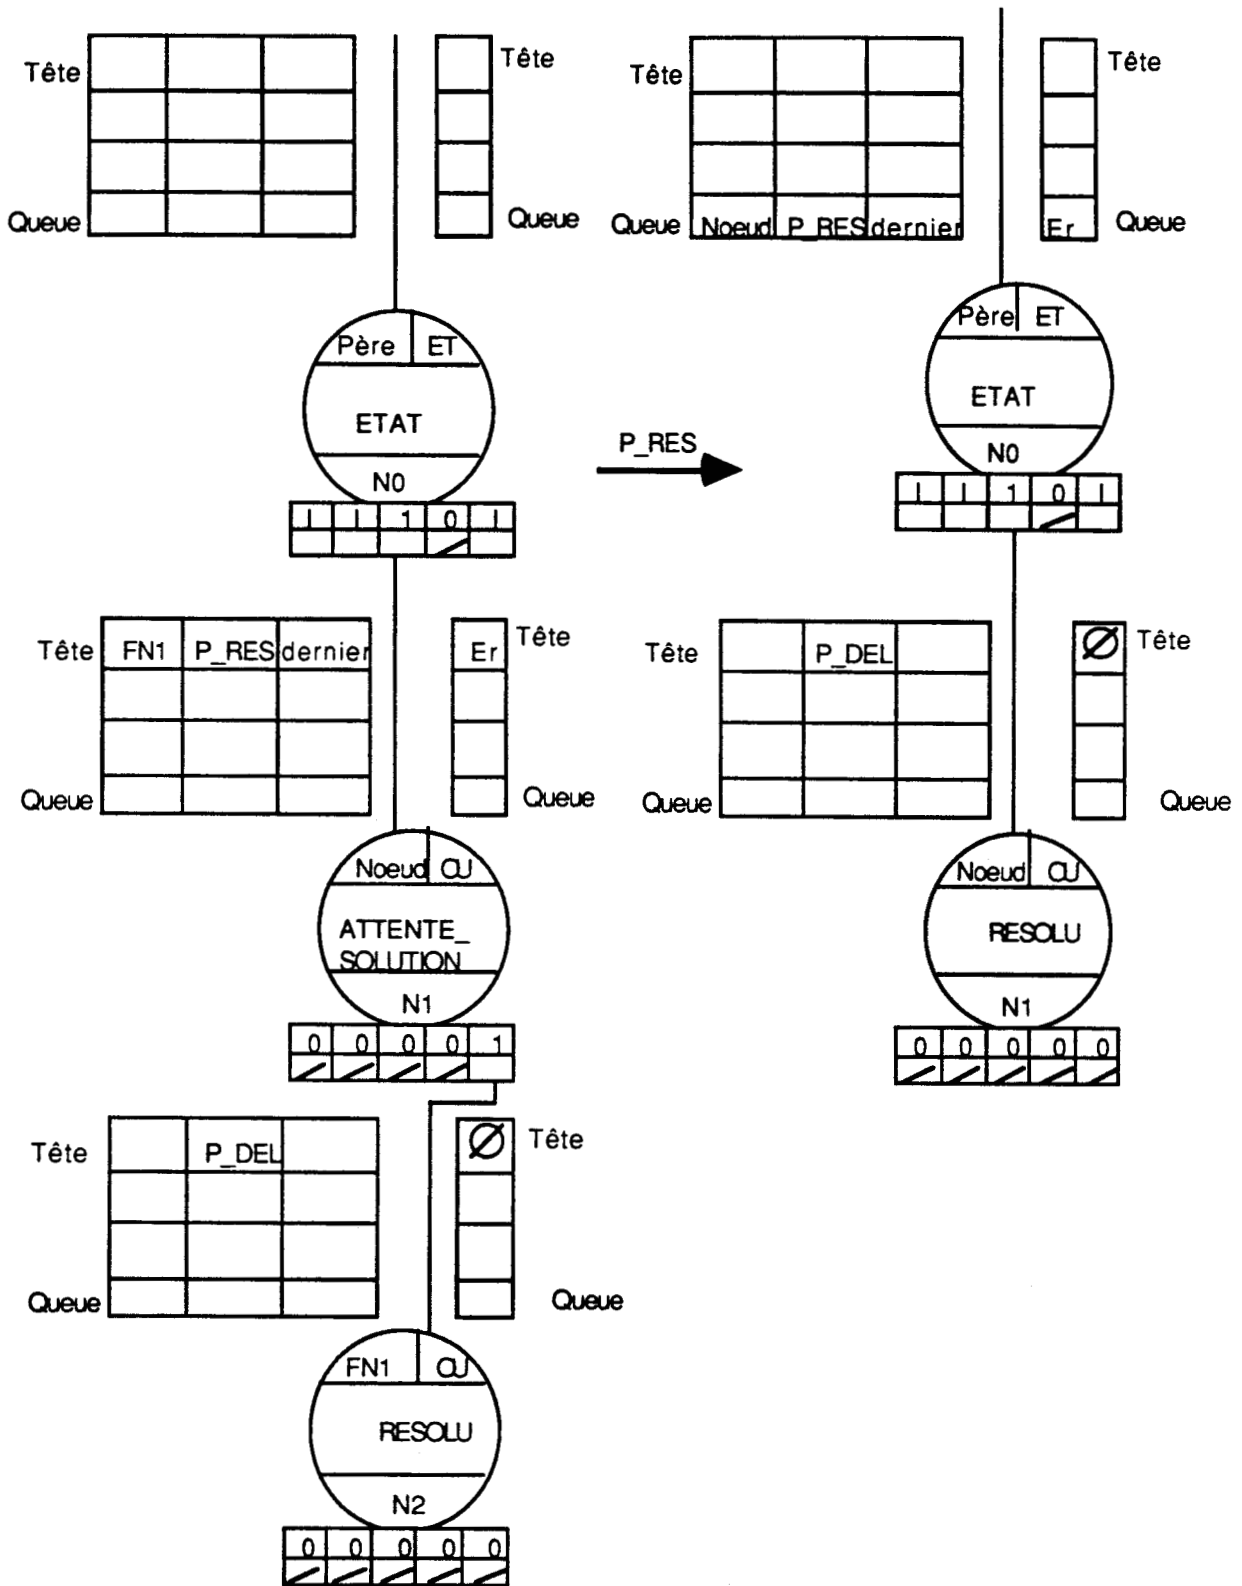 Tête Tête
Queue Queue
Père ET
ETAT
N0
I I 1 0 I
Tête FN1 P_RES dernier Er Tête
Queue Queue
Noeud OU
ATTENTE_
SOLUTION
N1
0 0 0 0 1
Tête P_DEL Ø Tête
Queue Queue
FN1 OU
RESOLU
N2
0 0 0 0 0
P_RES
Tête Tête
Queue Noeud P_RES dernier Er Queue
Père ET
ETAT
N0
I I 1 0 I
Tête P_DEL Ø Tête
Queue Queue
Noeud OU
RESOLU
N1
0 0 0 0 0